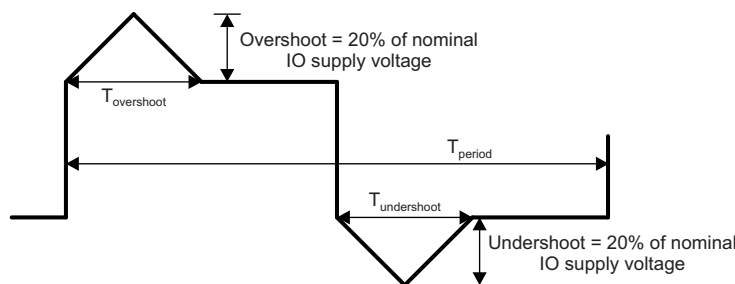 Overshoot = 20% of nominal
IO supply voltage
Tovershoot
Tperiod
Tundershoot
Undershoot = 20% of nominal
IO supply voltage